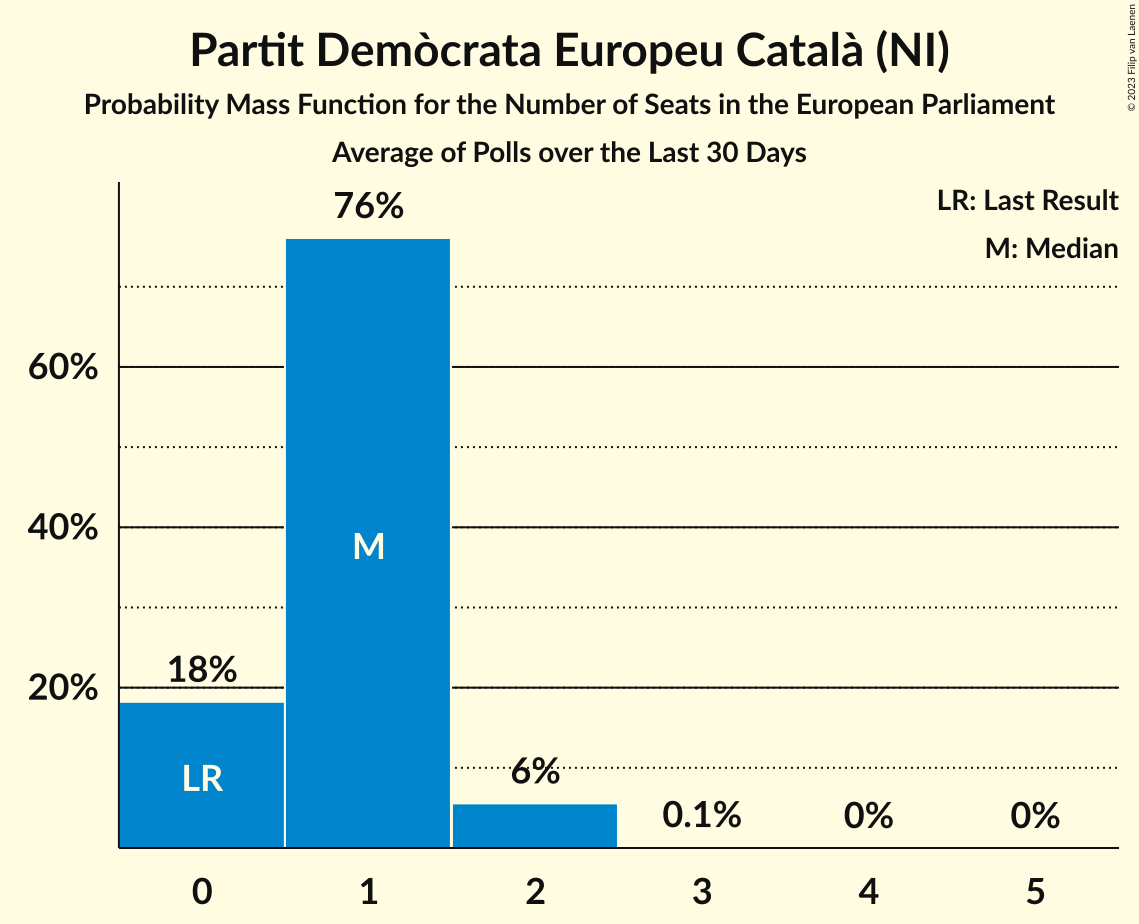 Partit Demòcrata Europeu Català (NI)
Probability Mass Function for the Number of Seats in the European Parliament
Average of Polls over the Last 30 Days
© 2023 Filip van Laenen
LR: Last Result
M: Median
76%
60%
40%
M
18%
20%
LR
6%
0.1%
0%
0%
0 1 2 3 4 5